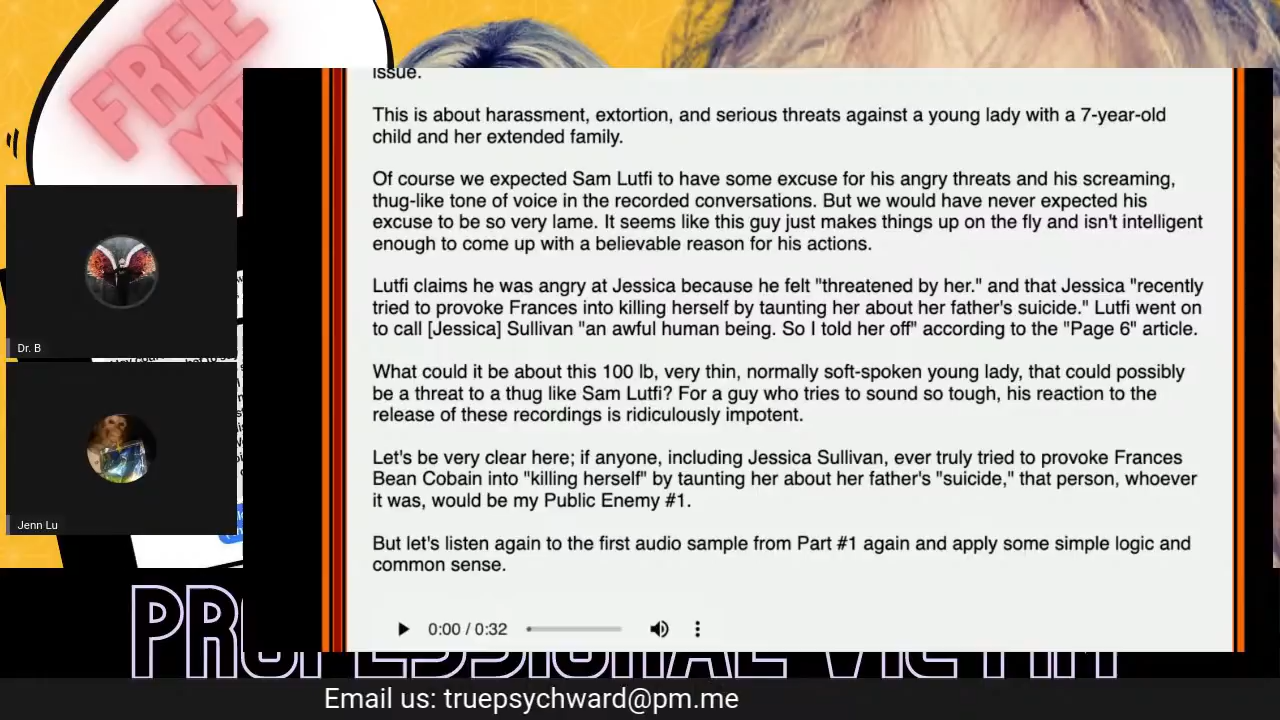 FREE
ME
issue.
This is about harassment, extortion, and serious threats against a young lady with a 7-year-old
child and her extended family.
Of course we expected Sam Lutfi to have some excuse for his angry threats and his screaming,
thug-like tone of voice in the recorded conversations. But we would have never expected his
excuse to be so very lame. It seems like this guy just makes things up on the fly and isn't intelligent
enough to come up with a believable reason for his actions.
Lutfi claims he was angry at Jessica because he felt "threatened by her." and that Jessica "recently
tried to provoke Frances into killing herself by taunting her about her father's suicide." Lutfi went on
to call [Jessica] Sullivan "an awful human being. So I told her off" according to the "Page 6" article.
What could it be about this 100 lb, very thin, normally soft-spoken young lady, that could possibly
be a threat to a thug like Sam Lutfi? For a guy who tries to sound so tough, his reaction to the
release of these recordings is ridiculously impotent.
Let's be very clear here; if anyone, including Jessica Sullivan, ever truly tried to provoke Frances
Bean Cobain into "killing herself" by taunting her about her father's "suicide," that person, whoever
it was, would be my Public Enemy #1.
But let's listen again to the first audio sample from Part #1 again and apply some simple logic and
common sense.
0:00 / 0:32
Dr. B
Jenn Lu
PROFESSIONAL VICTIM
Email us: truepsychward@pm.me